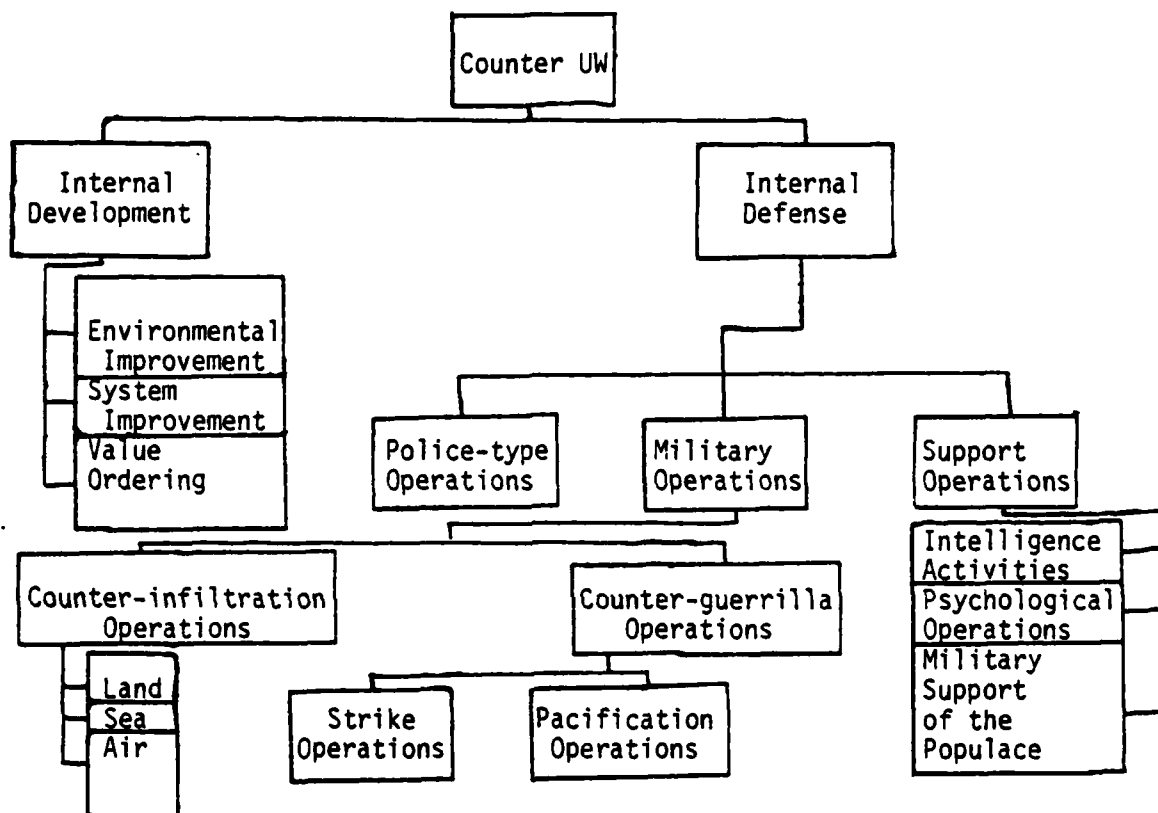 Counter UW
Internal
Development
Internal
Defense
Environmental
Improvement
System
Improvement
Value
Ordering
Police-type
Operations
Military
Operations
Support
Operations
Counter-infiltration
Operations
Counter-guerrilla
Operations
Intelligence
Activities
Psychological
Operations
Military
Support
of the
Populace
Land
Sea
Air
Strike
Operations
Pacification
Operations